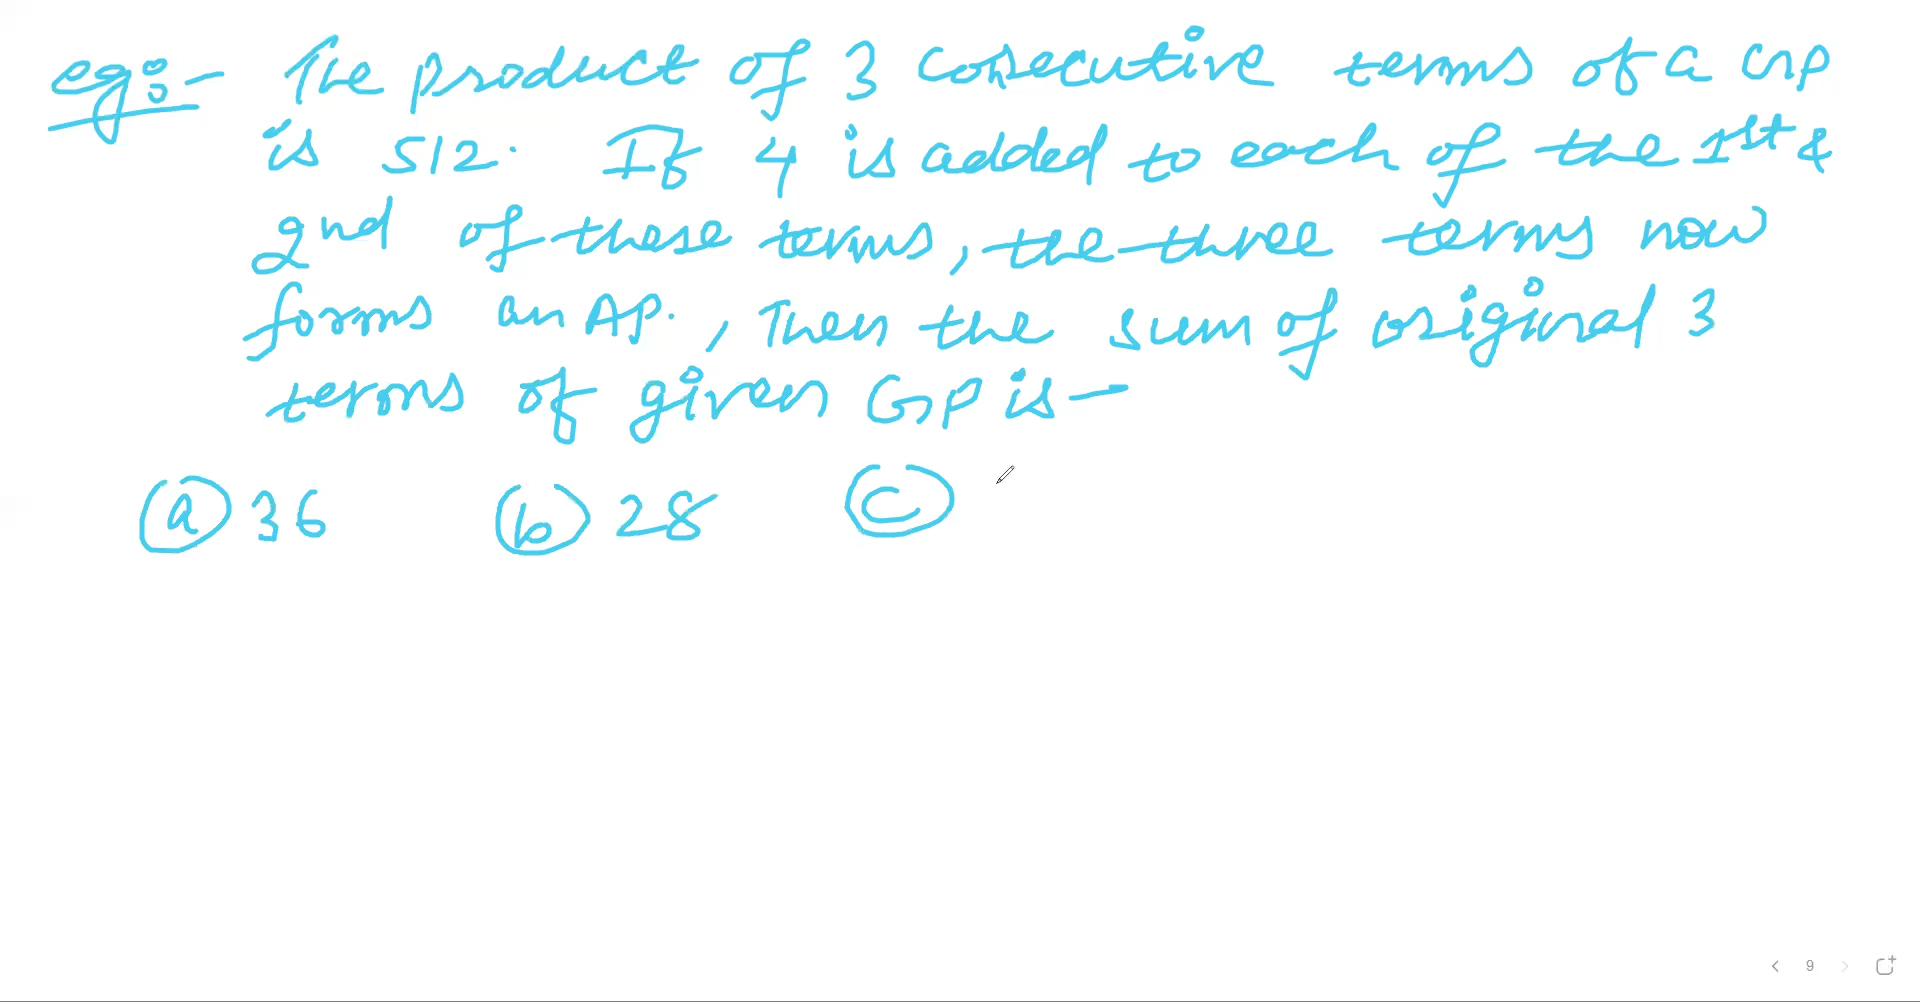 eg:- The product of 3 consecutive terms of a GP
is 512. If 4 is added to each of the 1st &
2nd of these terms, the three terms now
forms an AP., Then the sum of original 3
terms of given GP is -
(a) 36 (b) 28 (c)
9